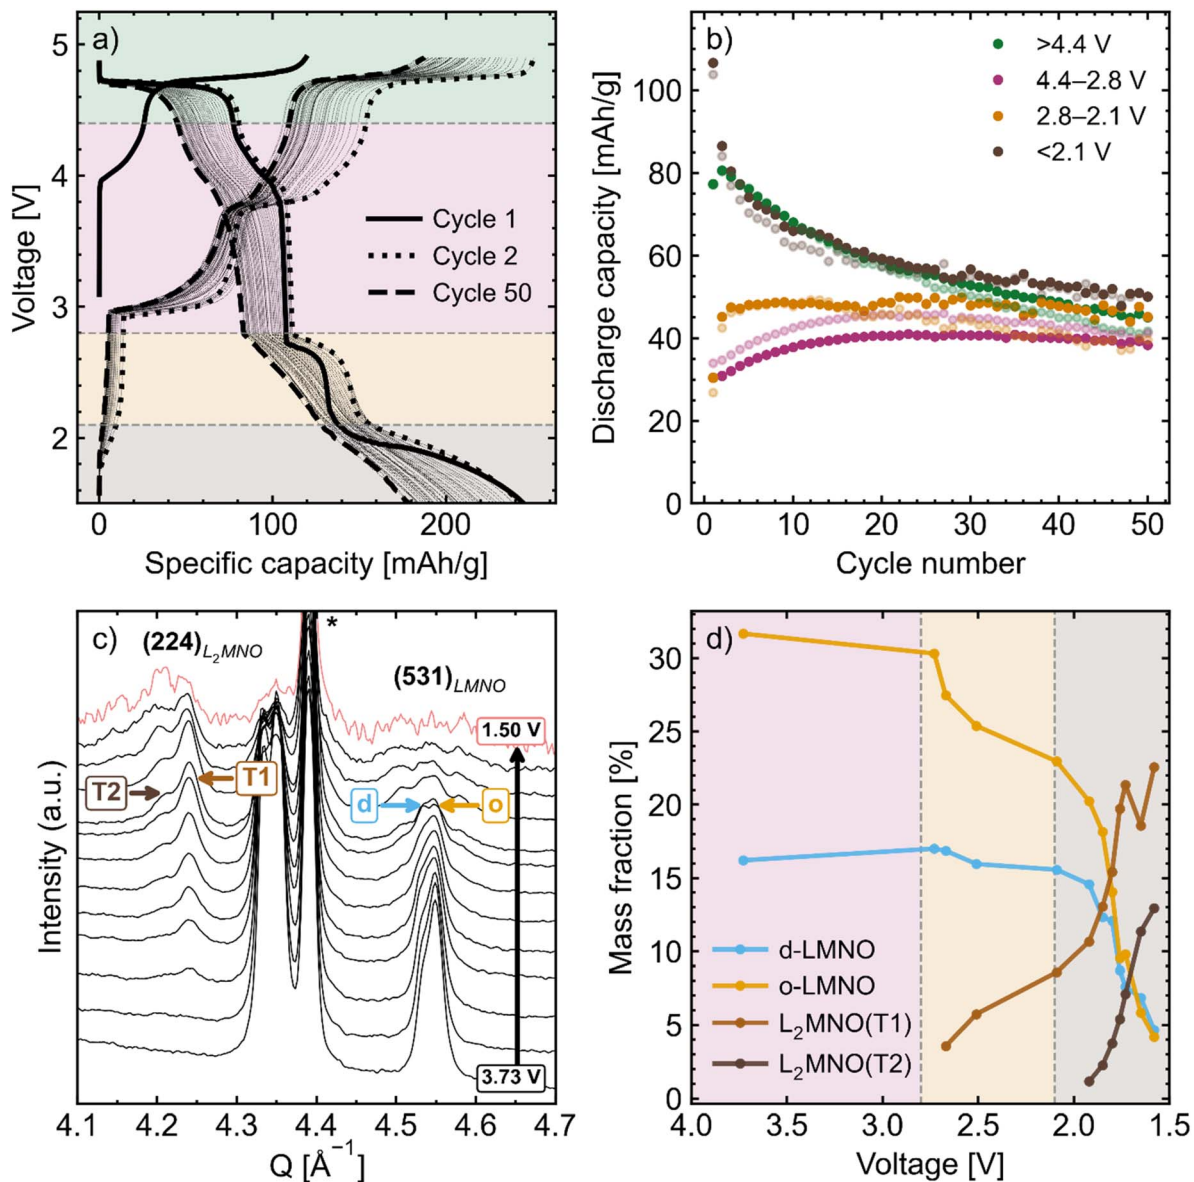 a)
5
4
3
2
Voltage [V]
Cycle 1
Cycle 2
Cycle 50
0
100
200
Specific capacity [mAh/g]
b)
>4.4 V
4.4–2.8 V
2.8–2.1 V
<2.1 V
100
80
60
40
20
0
Discharge capacity [mAh/g]
0
10
20
30
40
50
Cycle number
c)
(224)L₂MNO
*
(531)LMNO
1.50 V
T2
T1
d
o
3.73 V
Intensity (a.u.)
4.1
4.2
4.3
4.4
4.5
4.6
4.7
Q [Å⁻¹]
d)
30
25
20
15
10
5
0
Mass fraction [%]
d-LMNO
o-LMNO
L₂MNO(T1)
L₂MNO(T2)
4.0
3.5
3.0
2.5
2.0
1.5
Voltage [V]